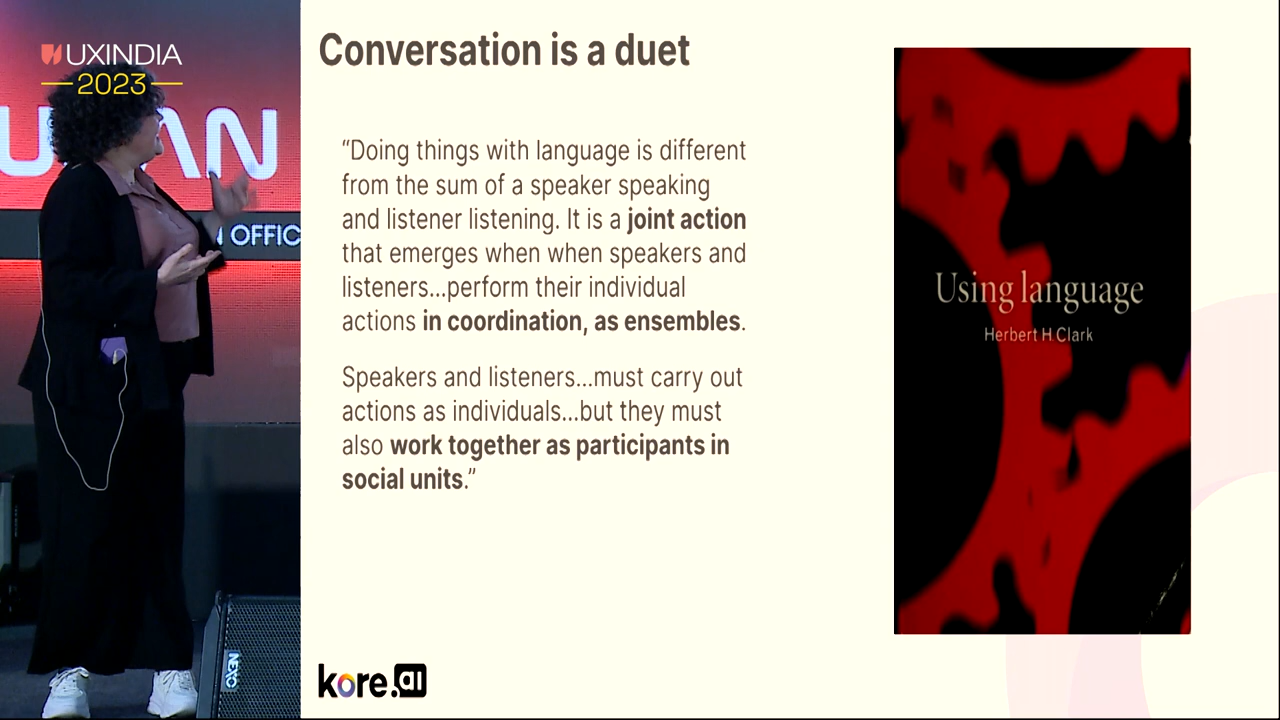 UXINDIA
2023
U AN
OFFIC
Conversation is a duet
“Doing things with language is different
from the sum of a speaker speaking
and listener listening. It is a joint action
that emerges when when speakers and
listeners...perform their individual
actions in coordination, as ensembles.
Speakers and listeners...must carry out
actions as individuals...but they must
also work together as participants in
social units.”
Using language
Herbert H Clark
kore.ai
NEXO